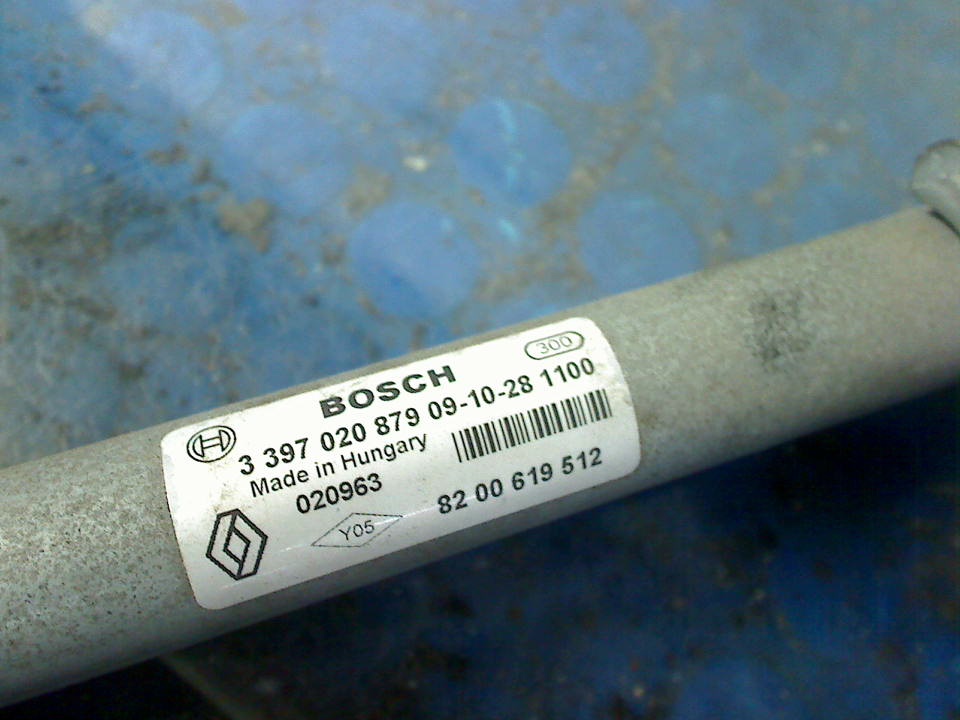 300
BOSCH
3 397 020 879 09-10-28 1100
Made in Hungary
020963
Y05
82 00 619 512